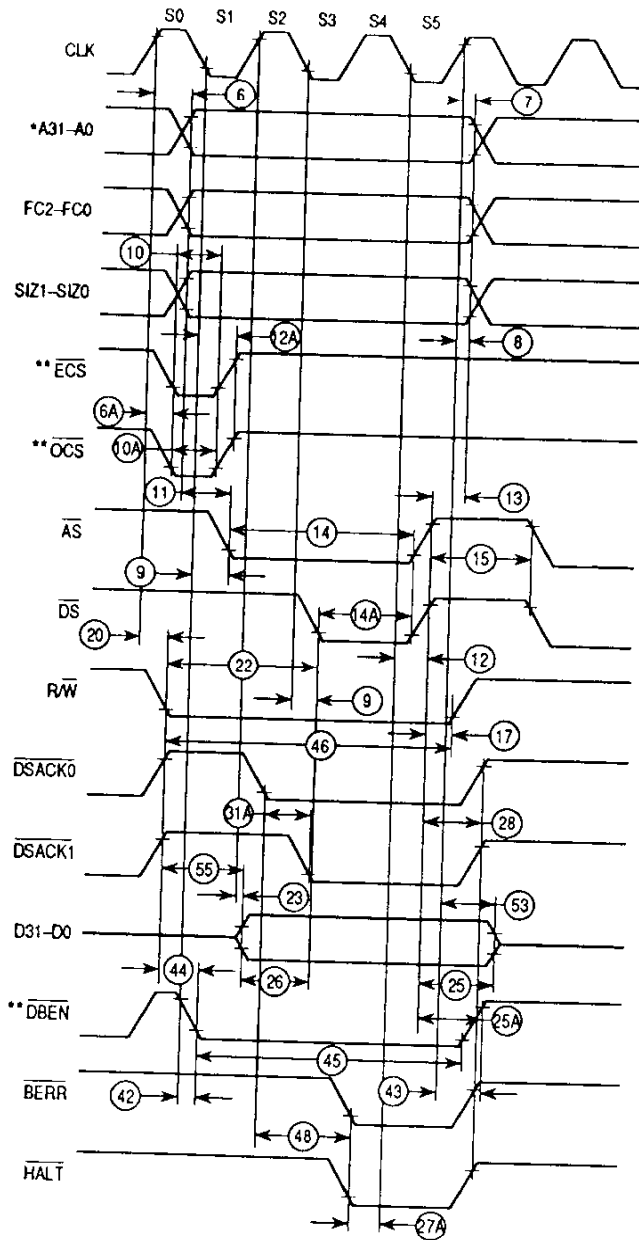 S0 S1 S2 S3 S4 S5
CLK
6 7
*A31–A0
FC2–FC0
10
SIZ1–SIZ0
12A 8
**ECS
6A
**OCS 10A
11 13
AS 14
15
9
DS 14A
20 12
22
R/W 9
17
46
DSACK0
31A 28
DSACK1
55 23 53
D31–D0
44 26 25
**DBEN 25A
45
BERR 42 43
48
HALT
27A